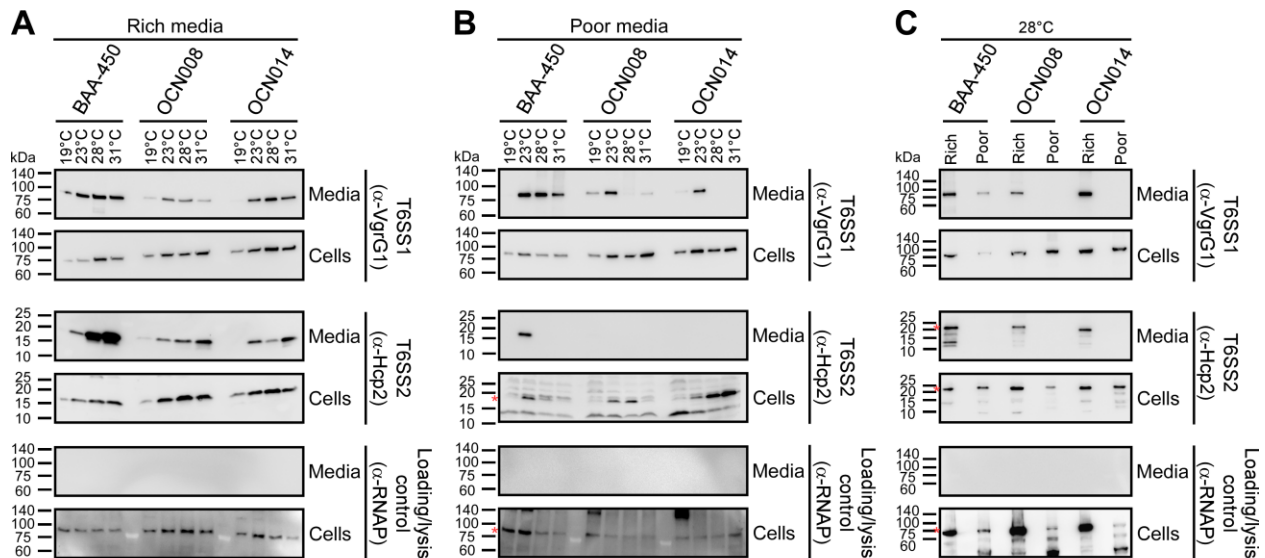 A
Rich media
BAA-450
OCN008
OCN014
19°C
23°C
28°C
31°C
19°C
23°C
28°C
31°C
19°C
23°C
28°C
31°C
kDa
140
100
75
60
Media
140
100
75
60
Cells
T6SS1
(α-VgrG1)
25
20
15
10
Media
25
20
15
10
Cells
T6SS2
(α-Hcp2)
140
100
75
60
Media
140
100
75
60
Cells
Loading/lysis
control
(α-RNAP)
B
Poor media
BAA-450
OCN008
OCN014
19°C
23°C
28°C
31°C
19°C
23°C
28°C
31°C
19°C
23°C
28°C
31°C
kDa
140
100
75
60
Media
140
100
75
60
Cells
T6SS1
(α-VgrG1)
25
20
15
10
Media
25
20
15
10
*
Cells
T6SS2
(α-Hcp2)
140
100
75
60
Media
140
100
75
60
*
Cells
Loading/lysis
control
(α-RNAP)
C
28°C
BAA-450
OCN008
OCN014
Rich
Poor
Rich
Poor
Rich
Poor
kDa
140
100
75
60
Media
140
100
75
60
Cells
T6SS1
(α-VgrG1)
25
20
15
10
*
Media
25
20
15
10
*
Cells
T6SS2
(α-Hcp2)
140
100
75
60
Media
140
100
75
60
*
Cells
Loading/lysis
control
(α-RNAP)